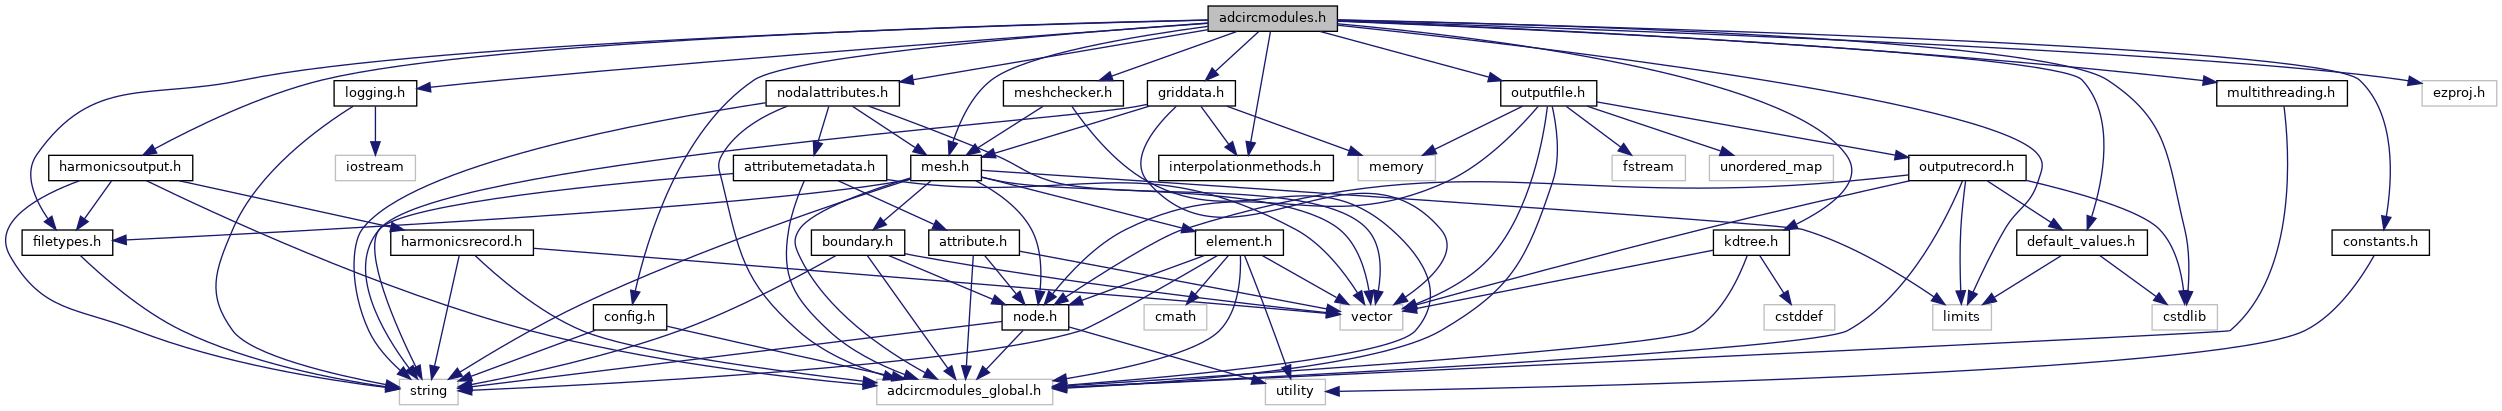 adcircmodules.h
logging.h
nodalattributes.h
meshchecker.h
griddata.h
outputfile.h
multithreading.h
ezproj.h
harmonicsoutput.h
iostream
attributemetadata.h
mesh.h
interpolationmethods.h
memory
fstream
unordered_map
outputrecord.h
filetypes.h
harmonicsrecord.h
boundary.h
attribute.h
element.h
kdtree.h
default_values.h
constants.h
config.h
node.h
cmath
vector
cstddef
limits
cstdlib
string
adcircmodules_global.h
utility